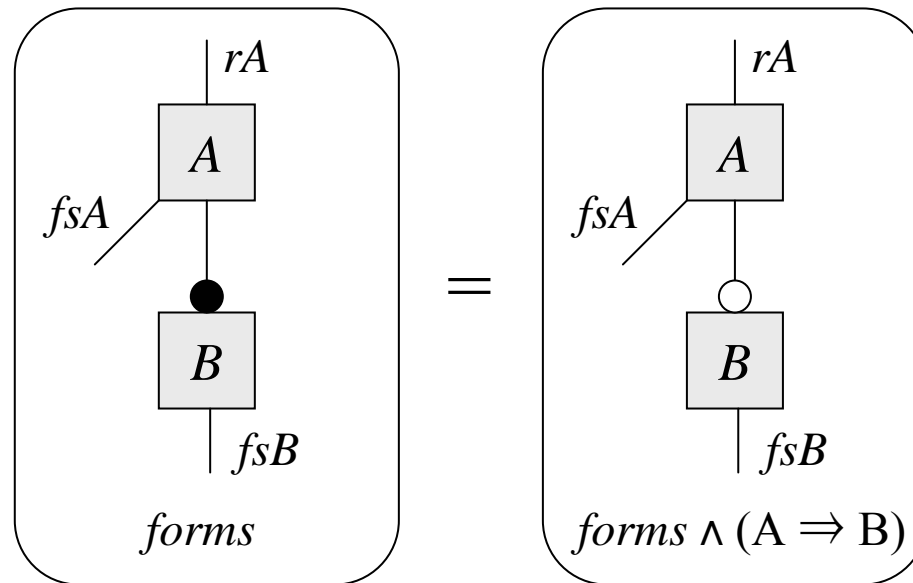 rA
A
fsA
B
fsB
forms
=
rA
A
fsA
B
fsB
forms ∧ (A ⇒ B)